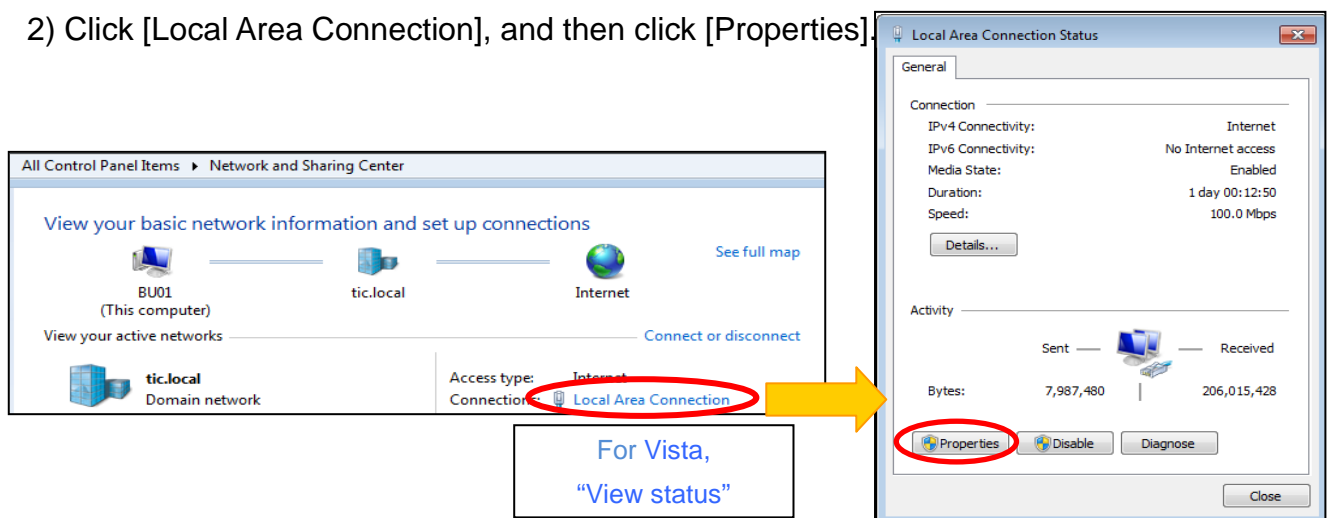 2) Click [Local Area Connection], and then click [Properties].
All Control Panel Items ▸ Network and Sharing Center
View your basic network information and set up connections
See full map
BU01
(This computer)
tic.local
Internet
View your active networks
Connect or disconnect
tic.local
Domain network
Access type: Internet
Connections: Local Area Connection
For Vista,
“View status”
Local Area Connection Status
General
Connection
IPv4 Connectivity: Internet
IPv6 Connectivity: No Internet access
Media State: Enabled
Duration: 1 day 00:12:50
Speed: 100.0 Mbps
Details...
Activity
Sent — Received
Bytes: 7,987,480 | 206,015,428
Properties Disable Diagnose
Close